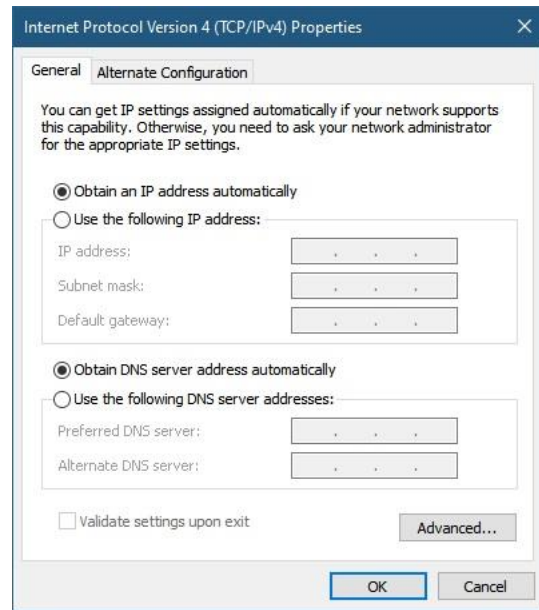 Internet Protocol Version 4 (TCP/IPv4) Properties
General
Alternate Configuration
You can get IP settings assigned automatically if your network supports
this capability. Otherwise, you need to ask your network administrator
for the appropriate IP settings.
Obtain an IP address automatically
Use the following IP address:
IP address:
Subnet mask:
Default gateway:
Obtain DNS server address automatically
Use the following DNS server addresses:
Preferred DNS server:
Alternate DNS server:
Validate settings upon exit
Advanced...
OK
Cancel